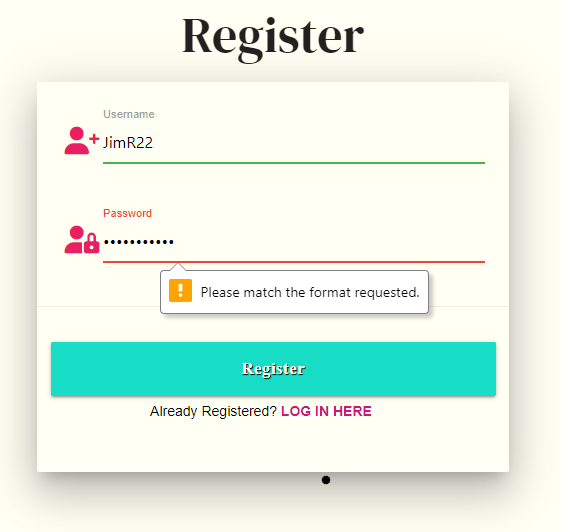 Register
Username
JimR22
Password
•••••••••••
Please match the format requested.
Register
Already Registered? LOG IN HERE